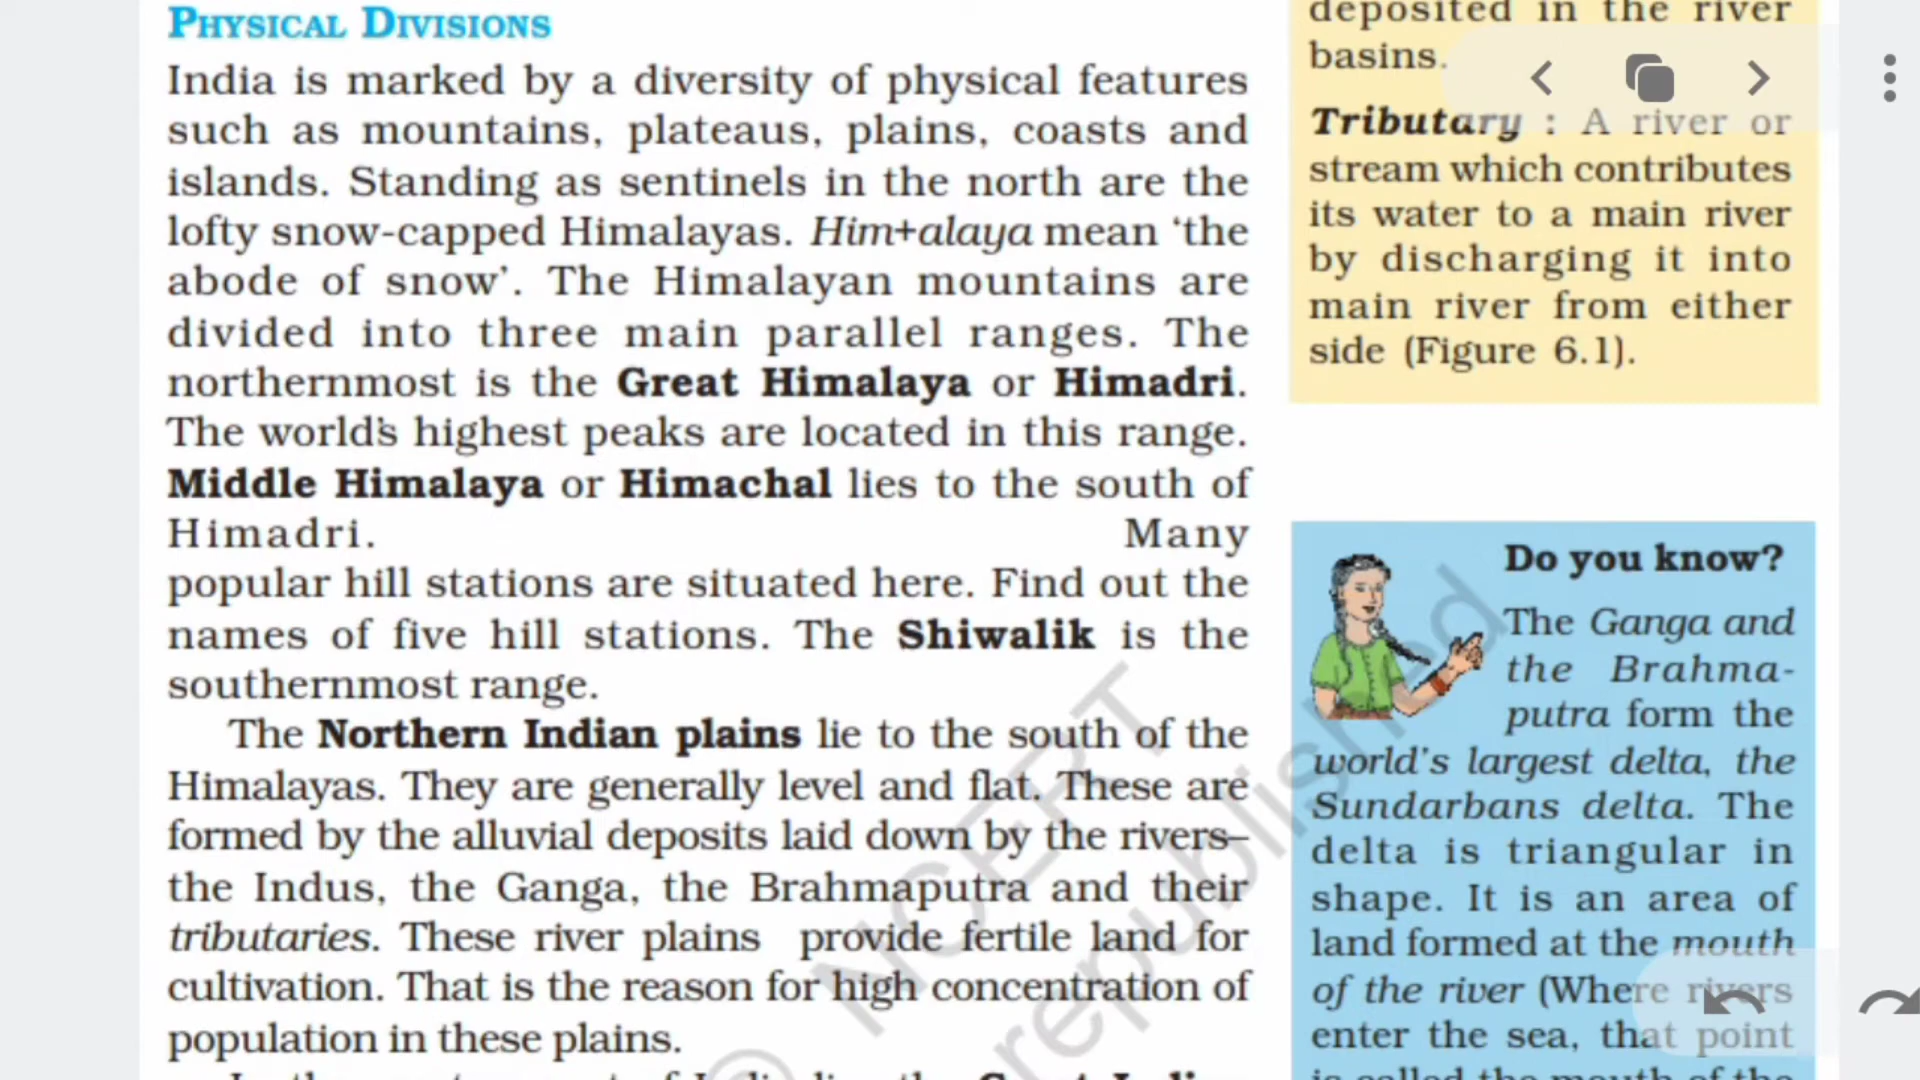 PHYSICAL DIVISIONS
India is marked by a diversity of physical features
such as mountains, plateaus, plains, coasts and
islands. Standing as sentinels in the north are the
lofty snow-capped Himalayas. Him+alaya mean ‘the
abode of snow’. The Himalayan mountains are
divided into three main parallel ranges. The
northernmost is the Great Himalaya or Himadri.
The world’s highest peaks are located in this range.
Middle Himalaya or Himachal lies to the south of
Himadri. Many
popular hill stations are situated here. Find out the
names of five hill stations. The Shiwalik is the
southernmost range.
The Northern Indian plains lie to the south of the
Himalayas. They are generally level and flat. These are
formed by the alluvial deposits laid down by the rivers–
the Indus, the Ganga, the Brahmaputra and their
tributaries. These river plains provide fertile land for
cultivation. That is the reason for high concentration of
population in these plains.
deposited in the river
basins.
Tributary : A river or
stream which contributes
its water to a main river
by discharging it into
main river from either
side (Figure 6.1).
Do you know?
The Ganga and
the Brahma-
putra form the
world’s largest delta, the
Sundarbans delta. The
delta is triangular in
shape. It is an area of
land formed at the mouth
of the river (Where rivers
enter the sea, that point
is called the mouth of the
© NCERT
republished